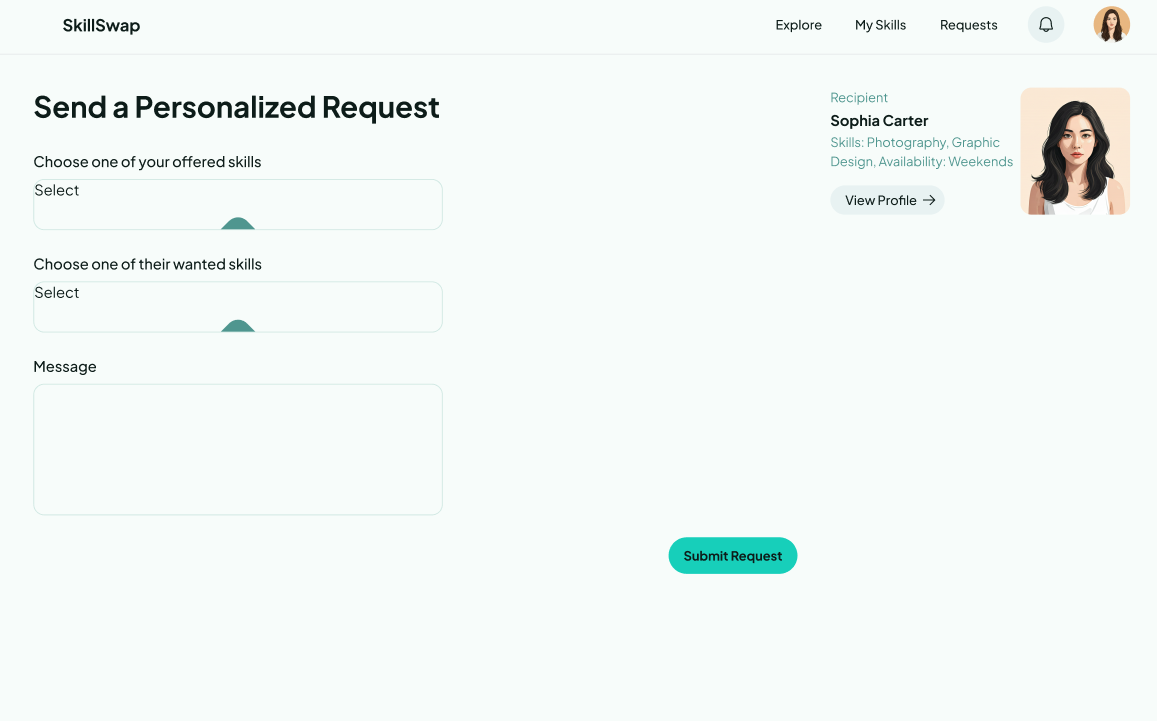 SkillSwap
Explore
My Skills
Requests
Send a Personalized Request
Choose one of your offered skills
Select
Choose one of their wanted skills
Select
Message
Submit Request
Recipient
Sophia Carter
Skills: Photography, Graphic
Design, Availability: Weekends
View Profile